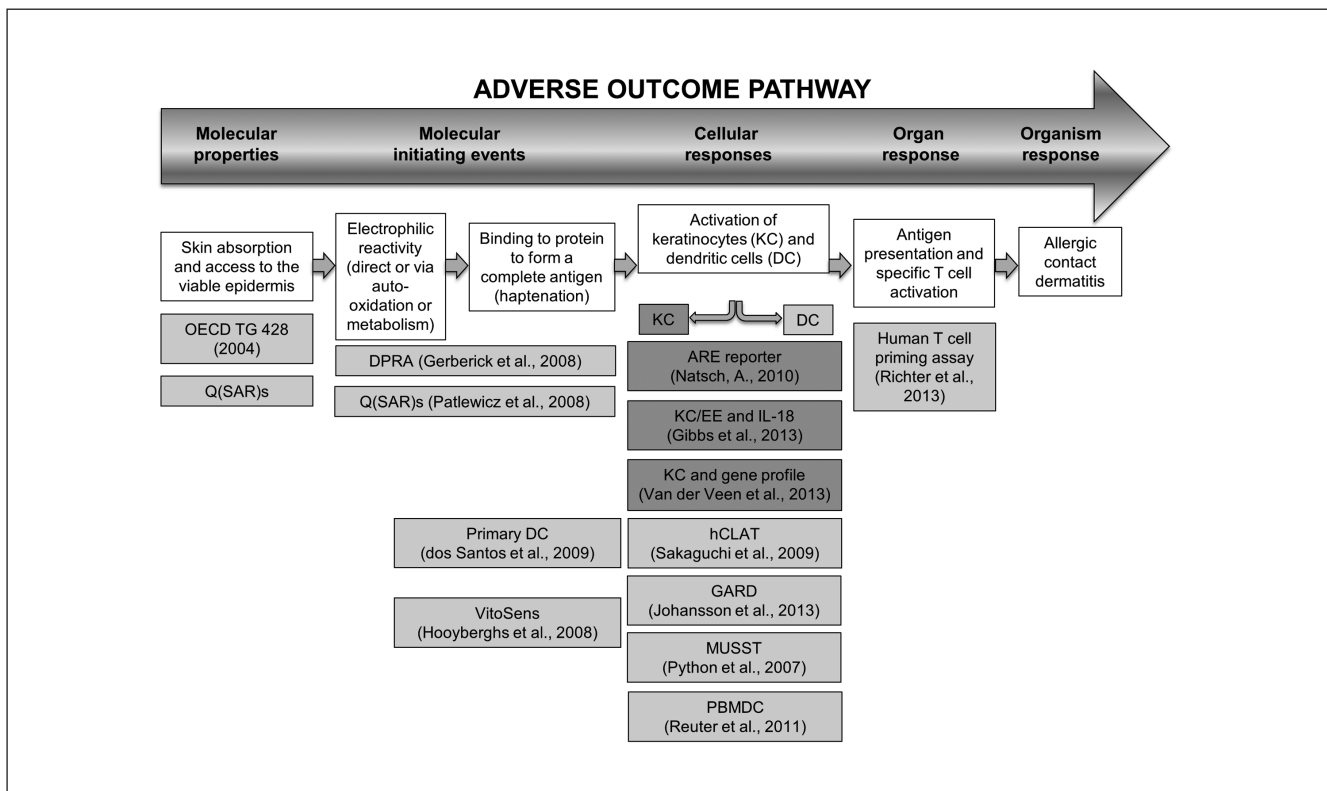 ADVERSE OUTCOME PATHWAY
Molecular
properties
Molecular
initiating events
Cellular
responses
Organ
response
Organism
response
Skin absorption
and access to the
viable epidermis
Electrophilic
reactivity
(direct or via
auto-
oxidation or
metabolism)
Binding to protein
to form a
complete antigen
(haptenation)
Activation of
keratinocytes (KC) and
dendritic cells (DC)
Antigen
presentation and
specific T cell
activation
Allergic
contact
dermatitis
OECD TG 428
(2004)
Q(SAR)s
DPRA (Gerberick et al., 2008)
Q(SAR)s (Patlewicz et al., 2008)
KC
DC
ARE reporter
(Natsch, A., 2010)
KC/EE and IL-18
(Gibbs et al., 2013)
KC and gene profile
(Van der Veen et al., 2013)
Human T cell
priming assay
(Richter et al.,
2013)
Primary DC
(dos Santos et al., 2009)
VitoSens
(Hooyberghs et al., 2008)
hCLAT
(Sakaguchi et al., 2009)
GARD
(Johansson et al., 2013)
MUSST
(Python et al., 2007)
PBMDC
(Reuter et al., 2011)